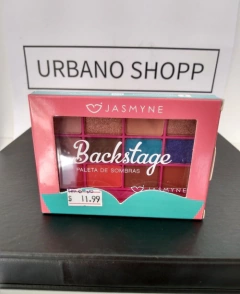 URBANO SHOPP
JASMYNE
Backstage
PALETA DE SOMBRAS
JASMYNE
$ 11.99